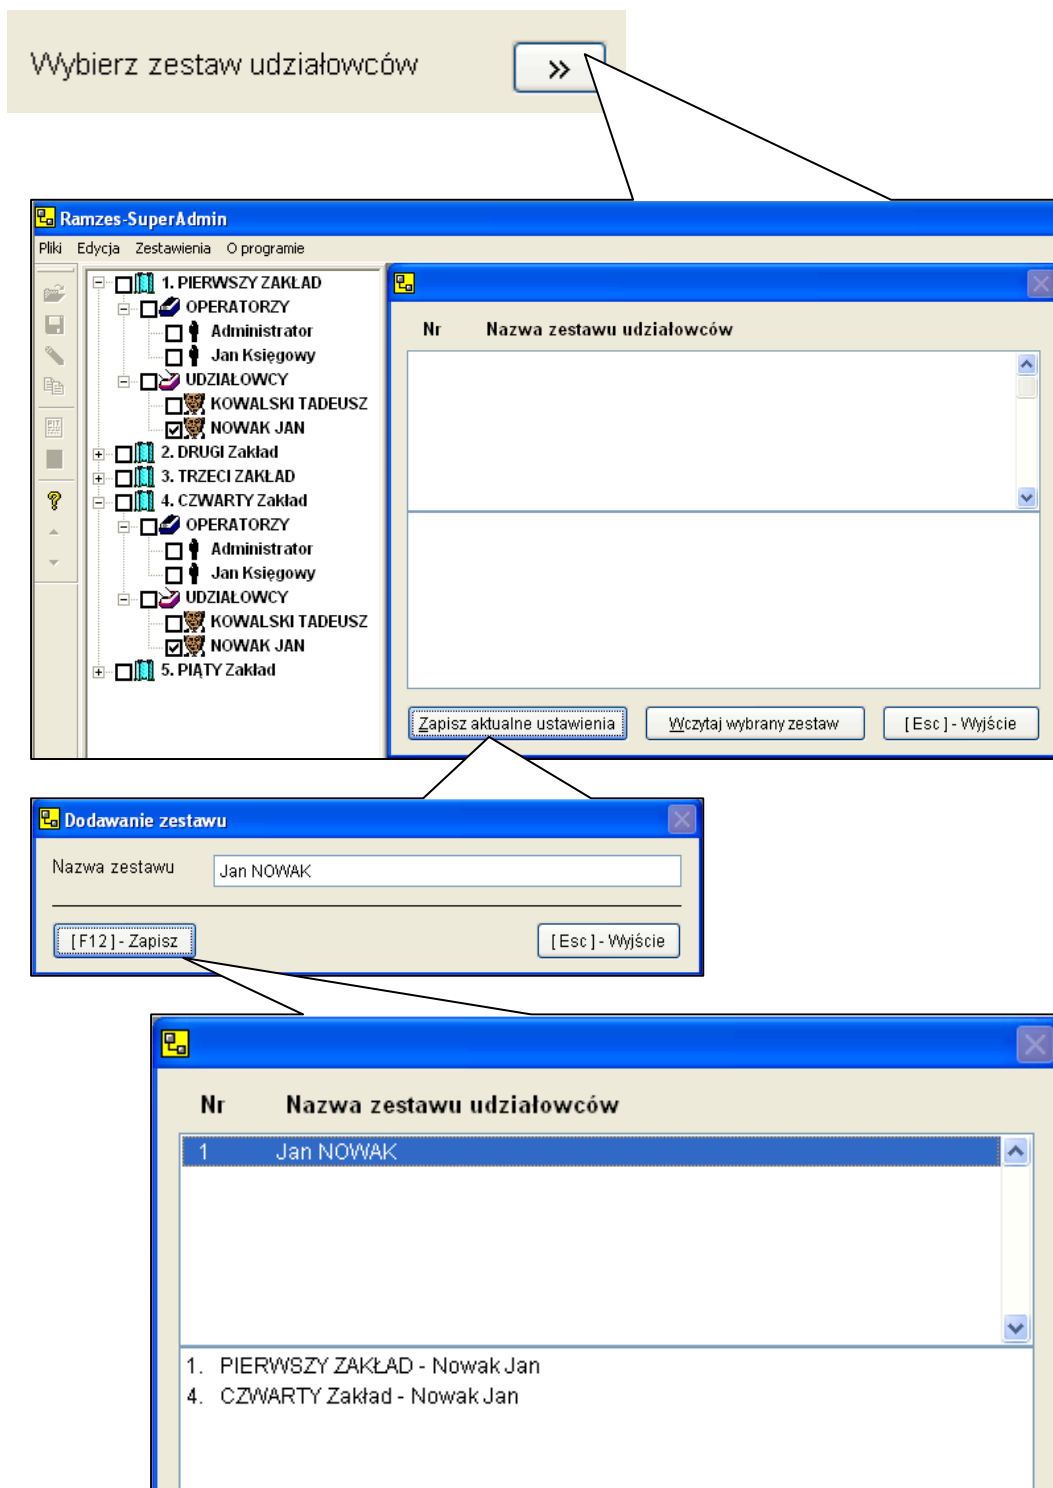 Wybierz zestaw udziałowców »
Ramzes-SuperAdmin
Pliki Edycja Zestawienia O programie
1. PIERWSZY ZAKŁAD
OPERATORZY
Administrator
Jan Księgowy
UDZIAŁOWCY
KOWALSKI TADEUSZ
NOWAK JAN
2. DRUGI Zakład
3. TRZECI ZAKŁAD
4. CZWARTY Zakład
OPERATORZY
Administrator
Jan Księgowy
UDZIAŁOWCY
KOWALSKI TADEUSZ
NOWAK JAN
5. PIĄTY Zakład
Nr Nazwa zestawu udziałowców
Zapisz aktualne ustawienia Wczytaj wybrany zestaw [ Esc ] - Wyjście
Dodawanie zestawu
Nazwa zestawu Jan NOWAK
[ F12 ] - Zapisz [ Esc ] - Wyjście
Nr Nazwa zestawu udziałowców
1 Jan NOWAK
1. PIERWSZY ZAKŁAD - Nowak Jan
4. CZWARTY Zakład - Nowak Jan